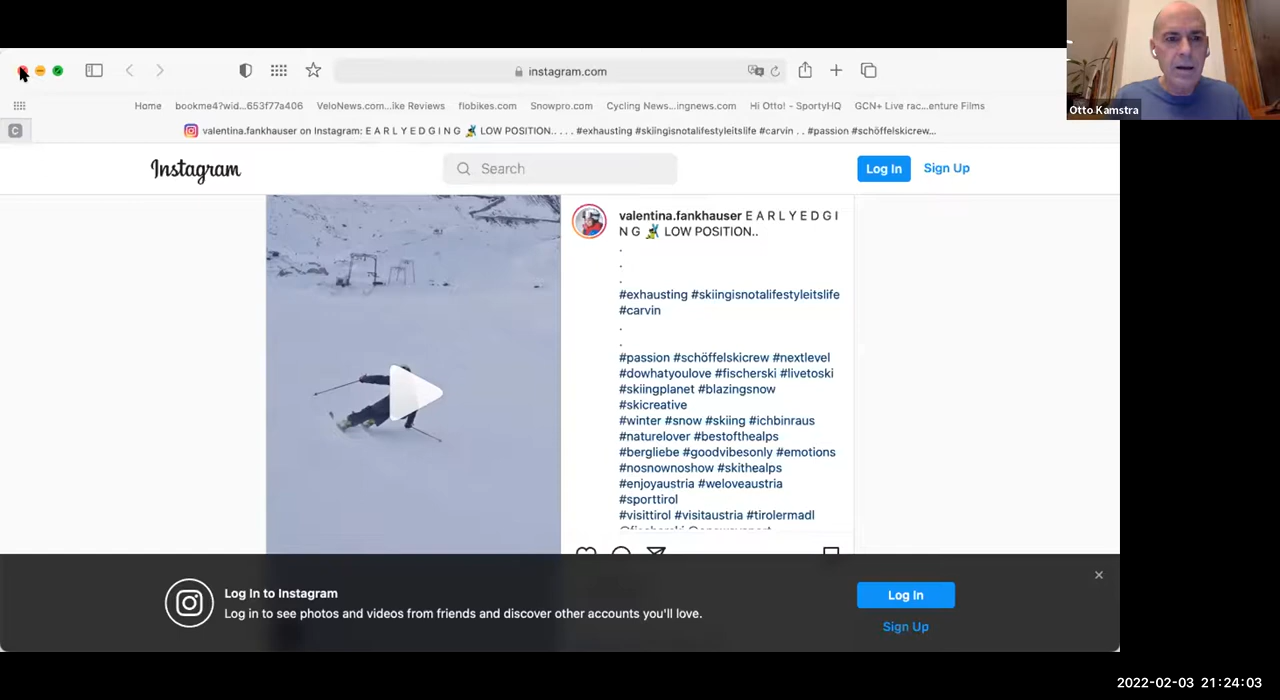 instagram.com
Home bookme4?wid...653f77a406 VeloNews.com...ike Reviews flobikes.com Snowpro.com Cycling News...ingnews.com Hi Otto! - SportyHQ GCN+ Live rac...enture Films
Otto Kamstra
C
valentina.fankhauser on Instagram: E A R L Y E D G I N G LOW POSITION.. . . . #exhausting #skiingisnotalifestyleitslife #carvin . . #passion #schöffelskicrew...
Instagram
Search
Log In
Sign Up
valentina.fankhauser E A R L Y E D G I
N G LOW POSITION..
.
.
.
#exhausting #skiingisnotalifestyleitslife
#carvin
.
.
#passion #schöffelskicrew #nextlevel
#dowhatyoulove #fischerski #livetoski
#skiingplanet #blazingsnow
#skicreative
#winter #snow #skiing #ichbinraus
#naturelover #bestofthealps
#bergliebe #goodvibesonly #emotions
#nosnownoshow #skithealps
#enjoyaustria #weloveaustria
#sporttirol
#visittirol #visitaustria #tirolermadl
Log In to Instagram
Log in to see photos and videos from friends and discover other accounts you'll love.
Log In
Sign Up
2022-02-03 21:24:03